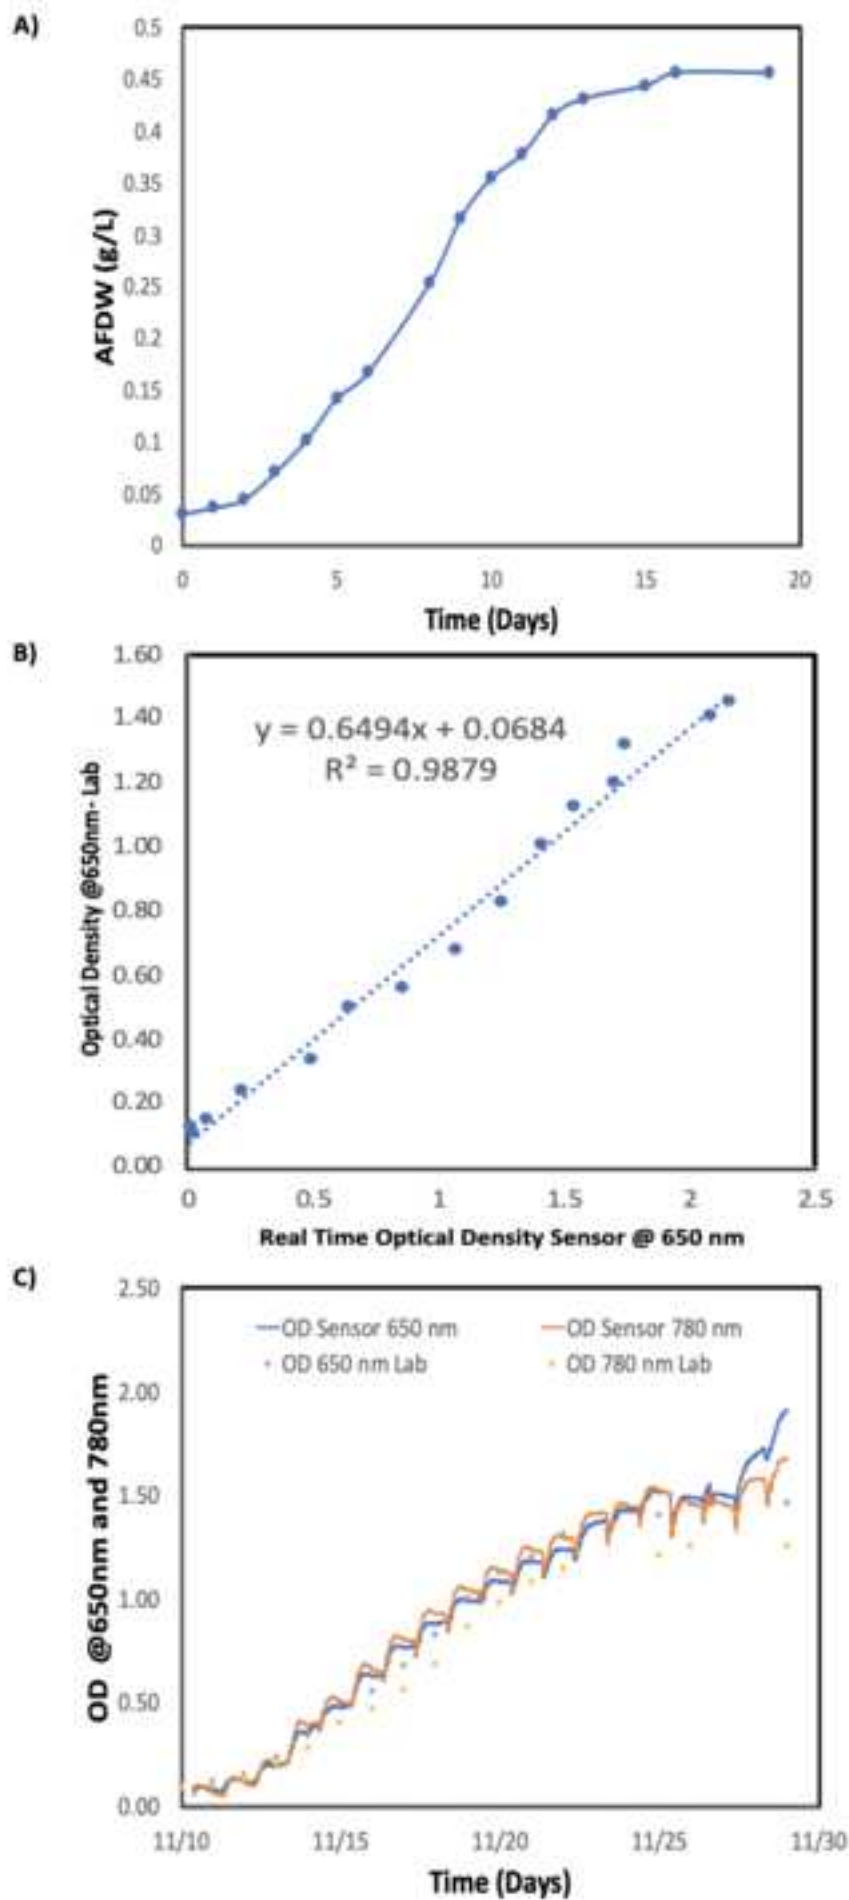 A)
0.5
0.45
0.4
0.35
0.3
0.25
0.2
0.15
0.1
0.05
0
AFDW (g/L)
0 5 10 15 20
Time (Days)
B)
1.60
1.40
1.20
1.00
0.80
0.60
0.40
0.20
0.00
Optical Density @650nm- Lab
y = 0.6494x + 0.0684
R² = 0.9879
0 0.5 1 1.5 2 2.5
Real Time Optical Density Sensor @ 650 nm
C)
2.50
2.00
1.50
1.00
0.50
0.00
OD @650nm and 780nm
OD Sensor 650 nm OD Sensor 780 nm
OD 650 nm Lab OD 780 nm Lab
11/10 11/15 11/20 11/25 11/30
Time (Days)